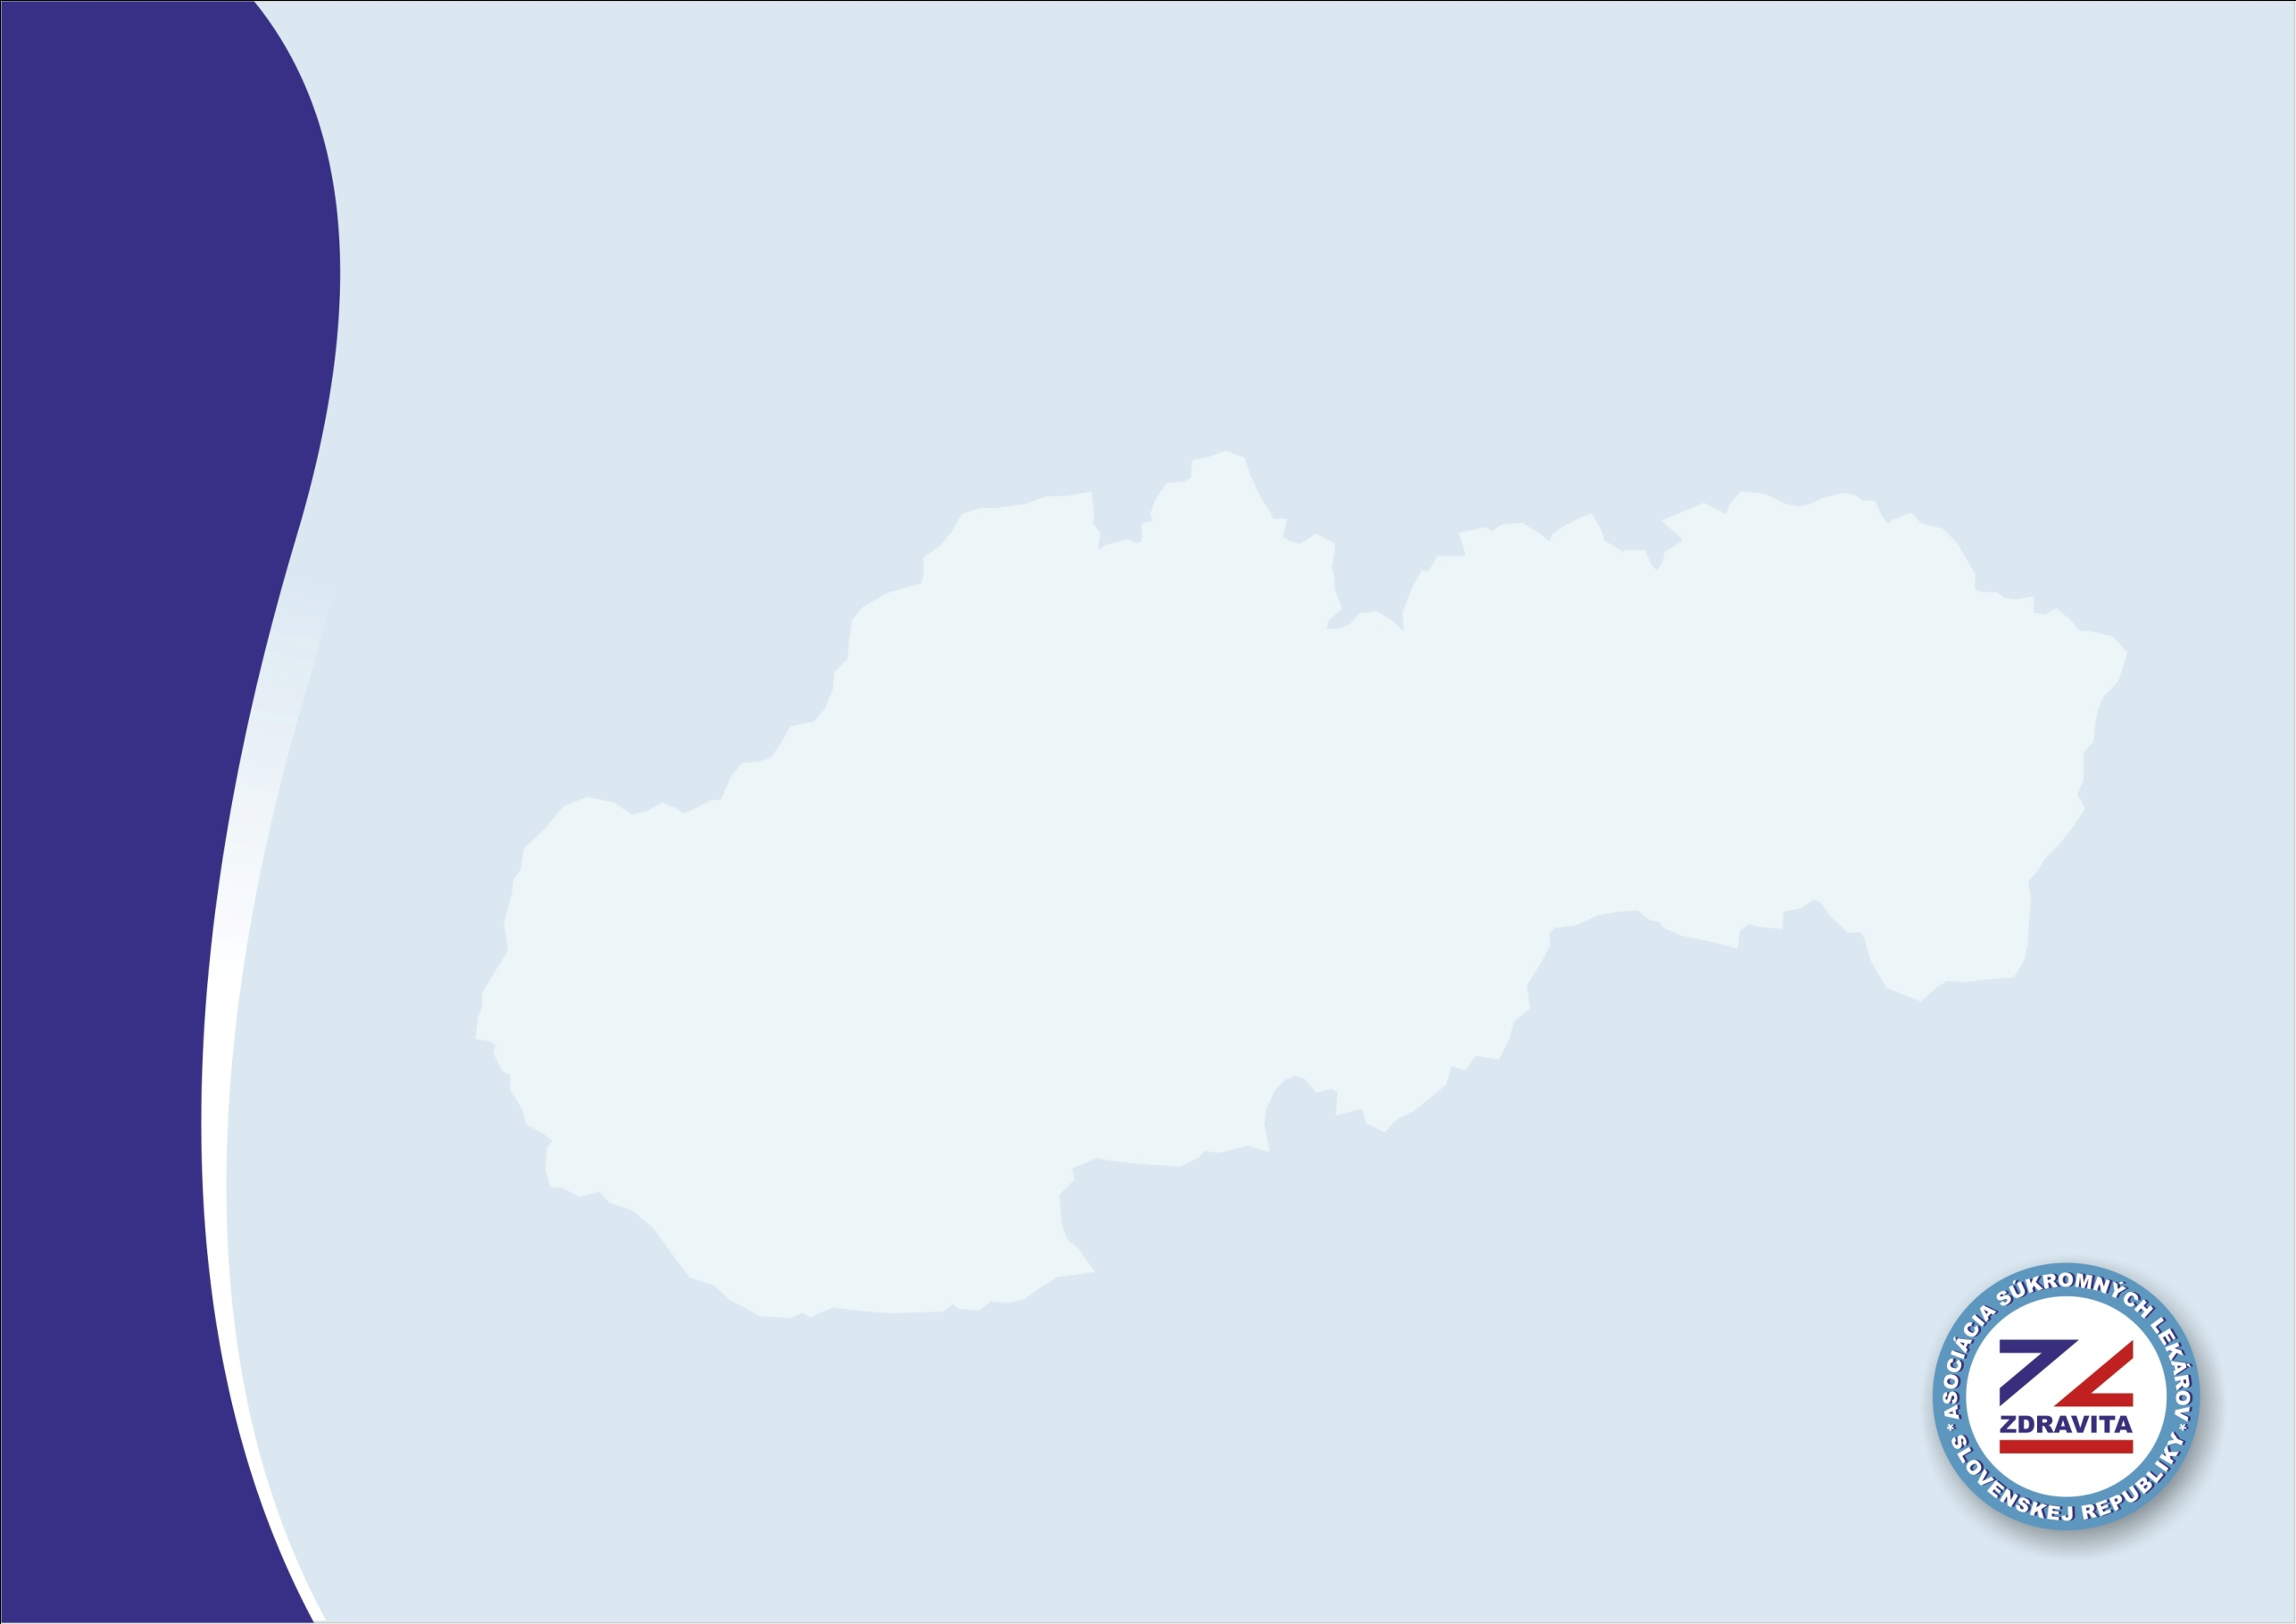 * ASOCIÁCIA SÚKROMNÝCH LEKÁROV *
SLOVENSKEJ REPUBLIKY
ZDRAVITA